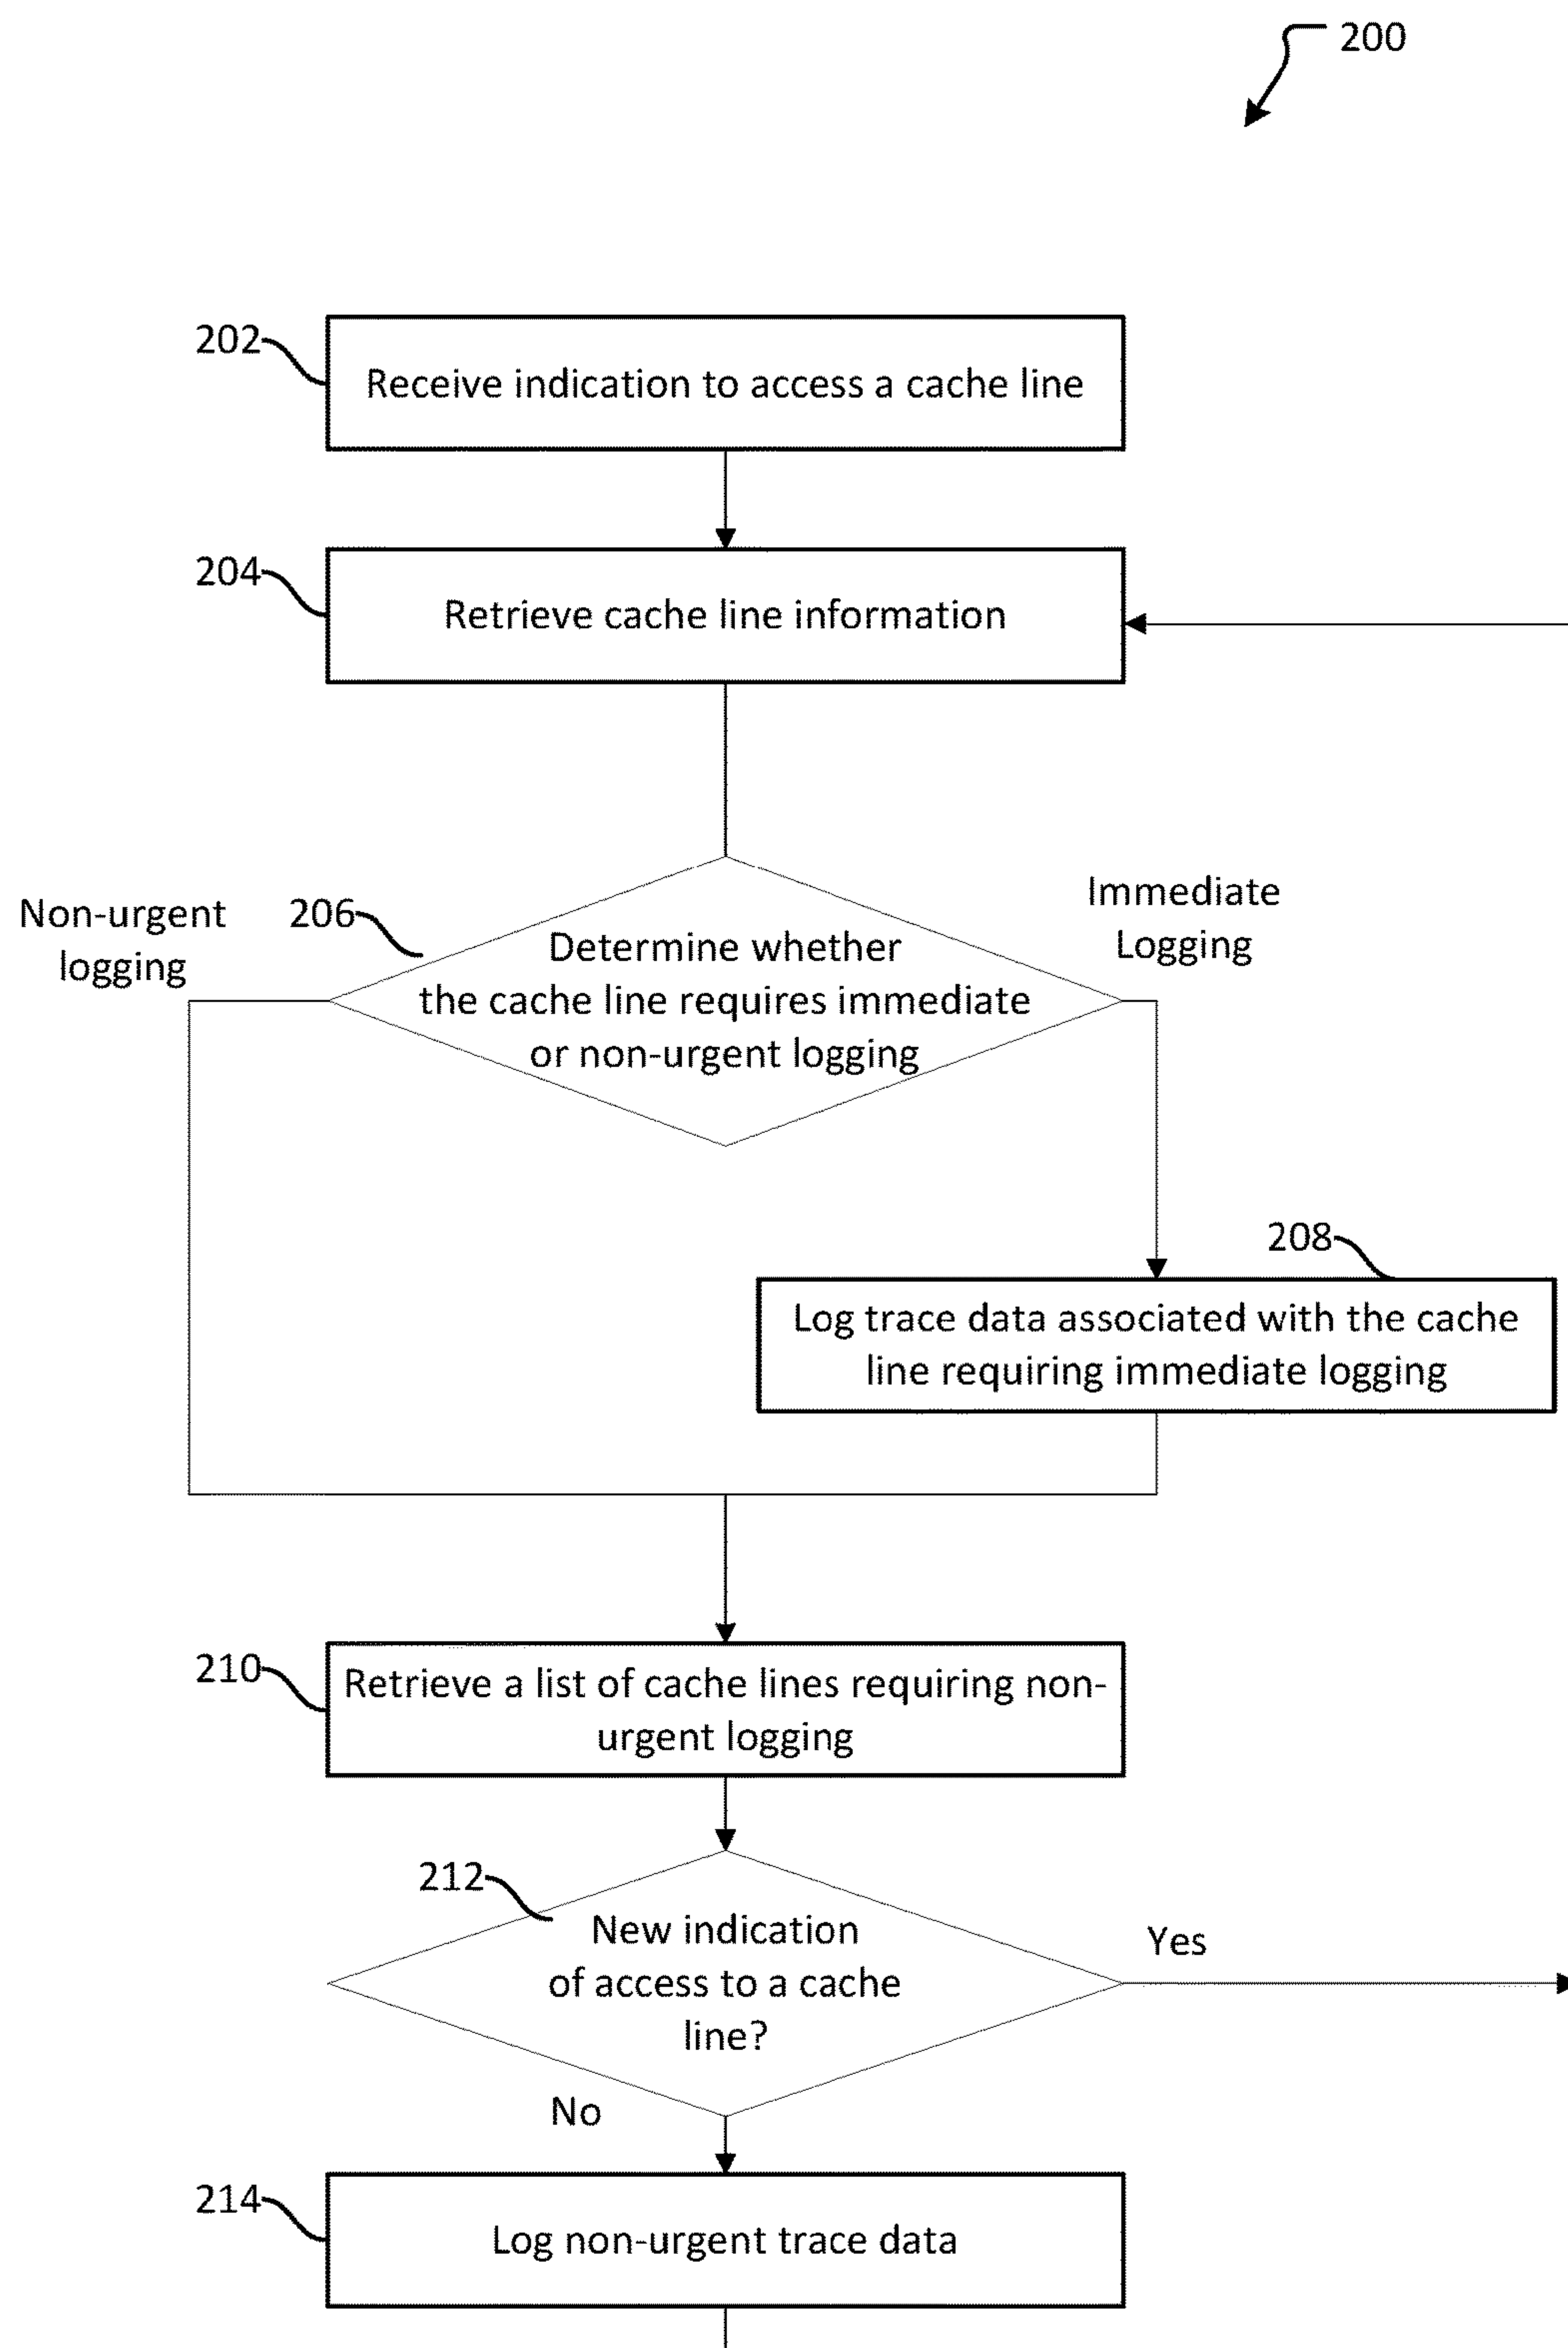 200
202
Receive indication to access a cache line
204
Retrieve cache line information
Non-urgent
logging
206
Immediate
Logging
Determine whether
the cache line requires immediate
or non-urgent logging
208
Log trace data associated with the cache
line requiring immediate logging
210
Retrieve a list of cache lines requiring non-
urgent logging
212
New indication
of access to a cache
line?
Yes
No
214
Log non-urgent trace data